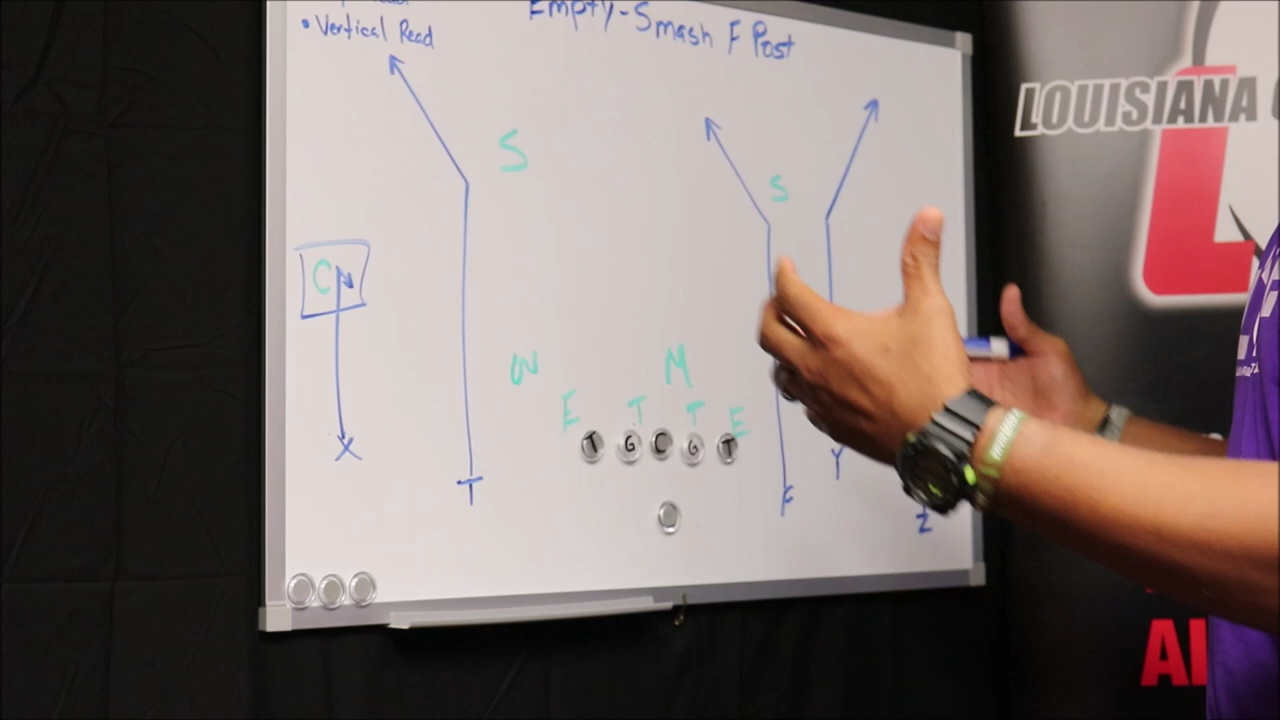 • Vertical Read
Empty-Smash F Post
S
S
C
W
M
E
T
T
E
T
G
C
G
T
X
T
F
Y
Z
LOUISIANA
L